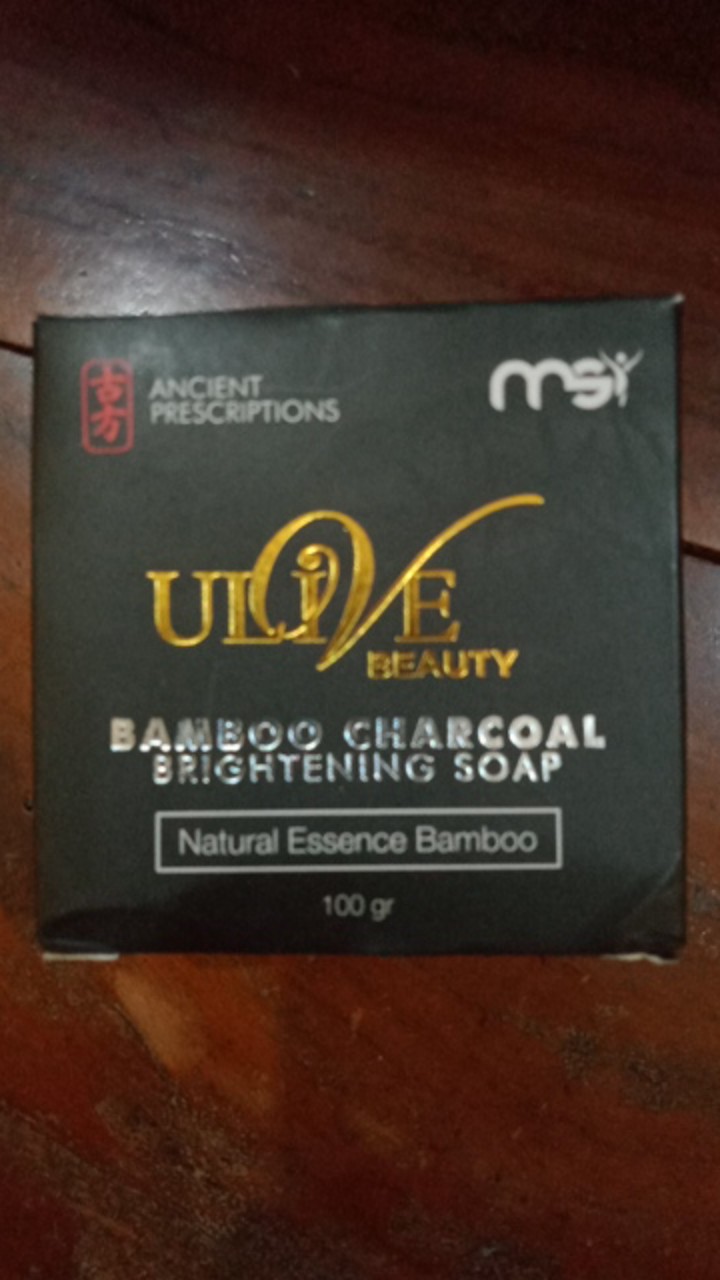 古方
ANCIENT
PRESCRIPTIONS
msi
ULIVE
BEAUTY
BAMBOO CHARCOAL
BRIGHTENING SOAP
Natural Essence Bamboo
100 gr